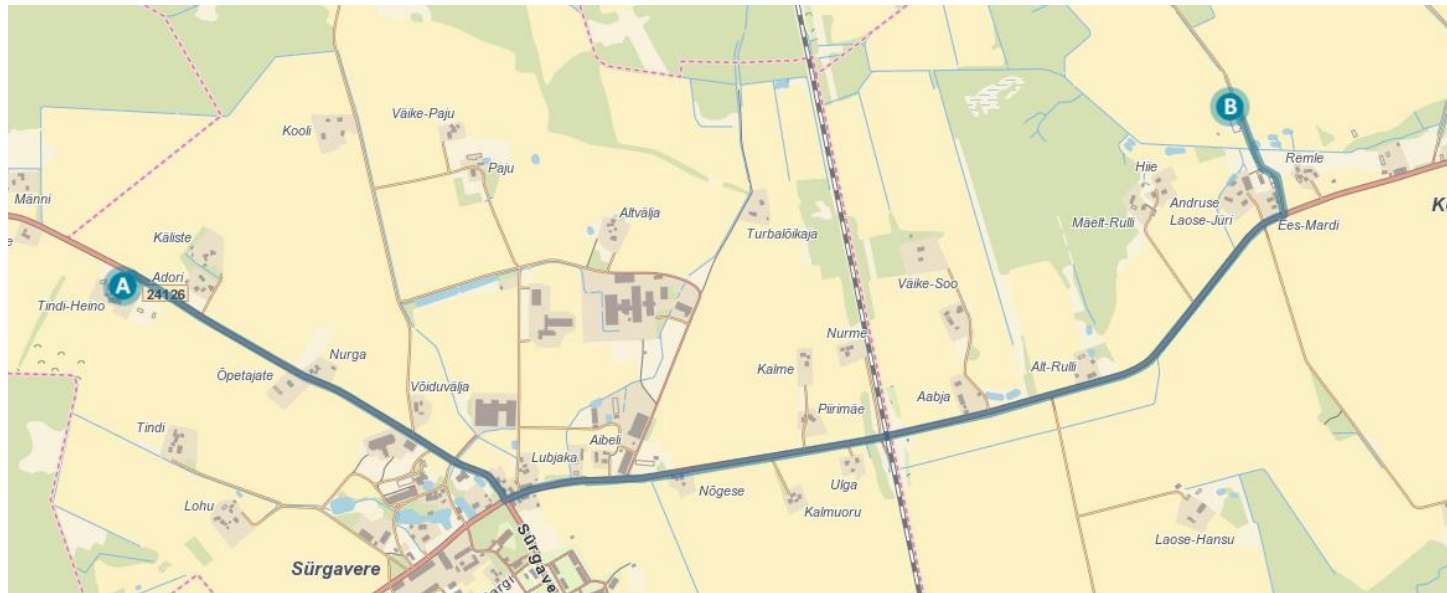 B
Väike-Paju
Kooli
Paju
Remle
Hiie
Männi
Andruse
Laose-Jüri
Mäelt-Rulli
Ees-Mardi
Altvälja
Turbalõikaja
Käliste
Adori
A
24126
Tindi-Heino
Väike-Soo
Nurme
Nurga
Õpetajate
Kalme
Alt-Rulli
Võiduvälja
Aabja
Piirimäe
Tindi
Aibeli
Lubjaka
Ulga
Nõgese
Lohu
Kalmuoru
Laose-Hansu
Sürgavere